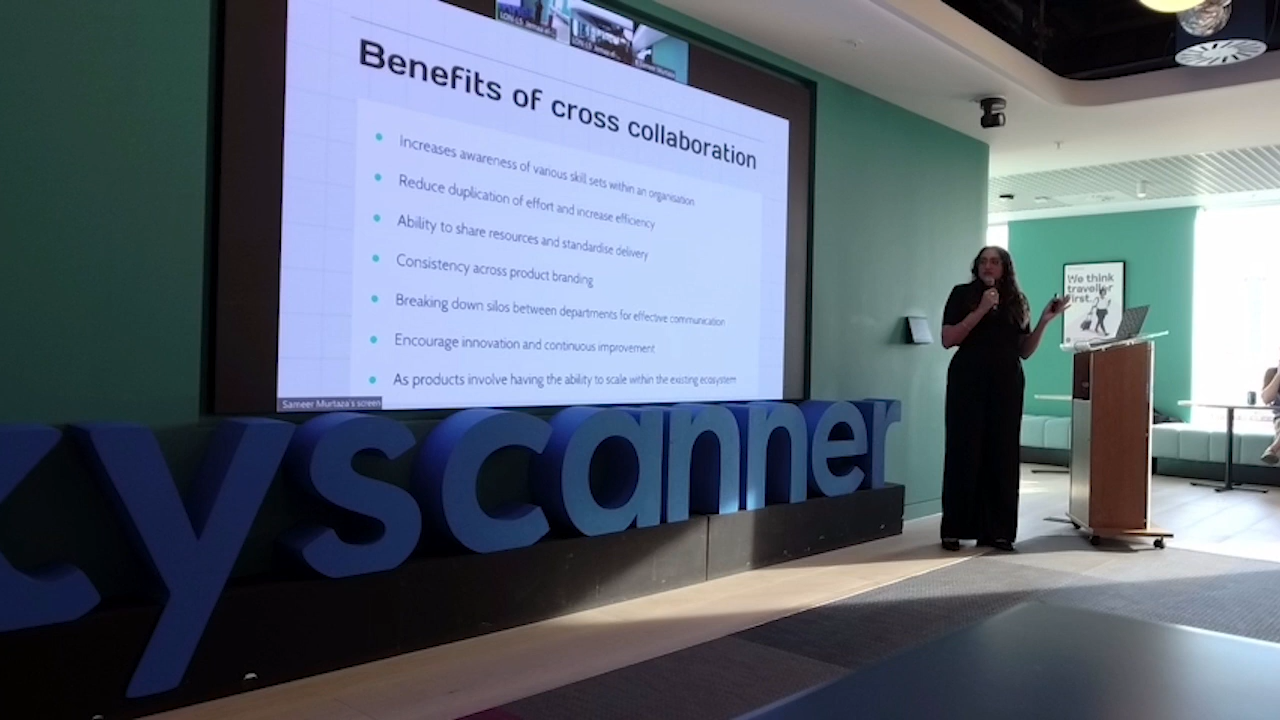 Benefits of cross collaboration
Increases awareness of various skill sets within an organisation
Reduce duplication of effort and increase efficiency
Ability to share resources and standardise delivery
Consistency across product branding
Breaking down silos between departments for effective communication
Encourage innovation and continuous improvement
As products involve having the ability to scale within the existing ecosystem
Sameer Murtaza's screen
kyscanner
We think
traveller
first.